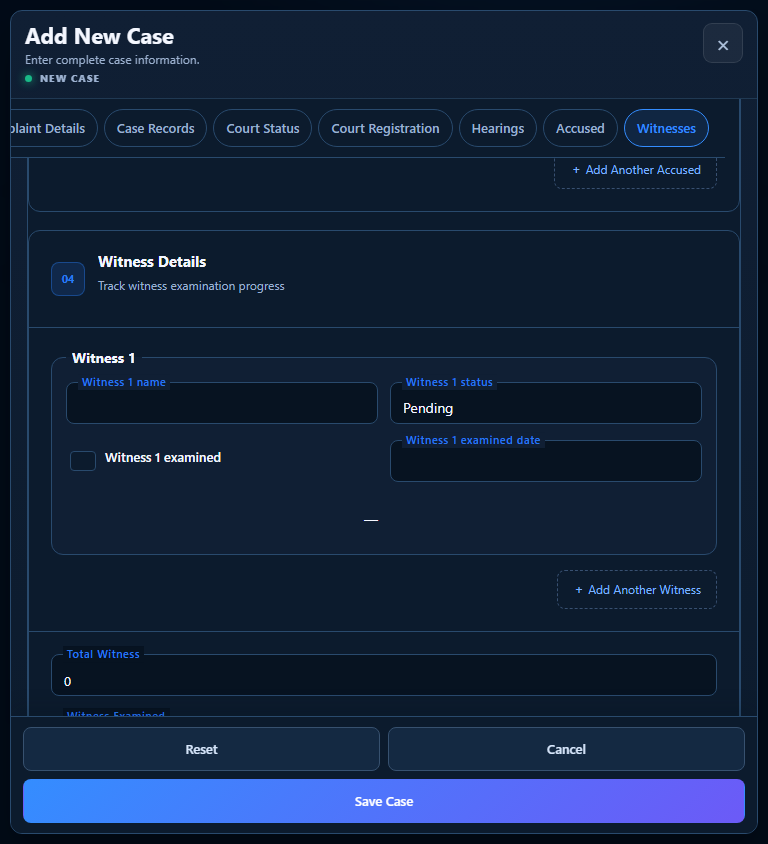 Add New Case
Enter complete case information.
NEW CASE
plaint Details
Case Records
Court Status
Court Registration
Hearings
Accused
Witnesses
+ Add Another Accused
04
Witness Details
Track witness examination progress
Witness 1
Witness 1 name
Witness 1 status
Pending
Witness 1 examined
Witness 1 examined date
—
+ Add Another Witness
Total Witness
0
Witness Examined
Reset
Cancel
Save Case